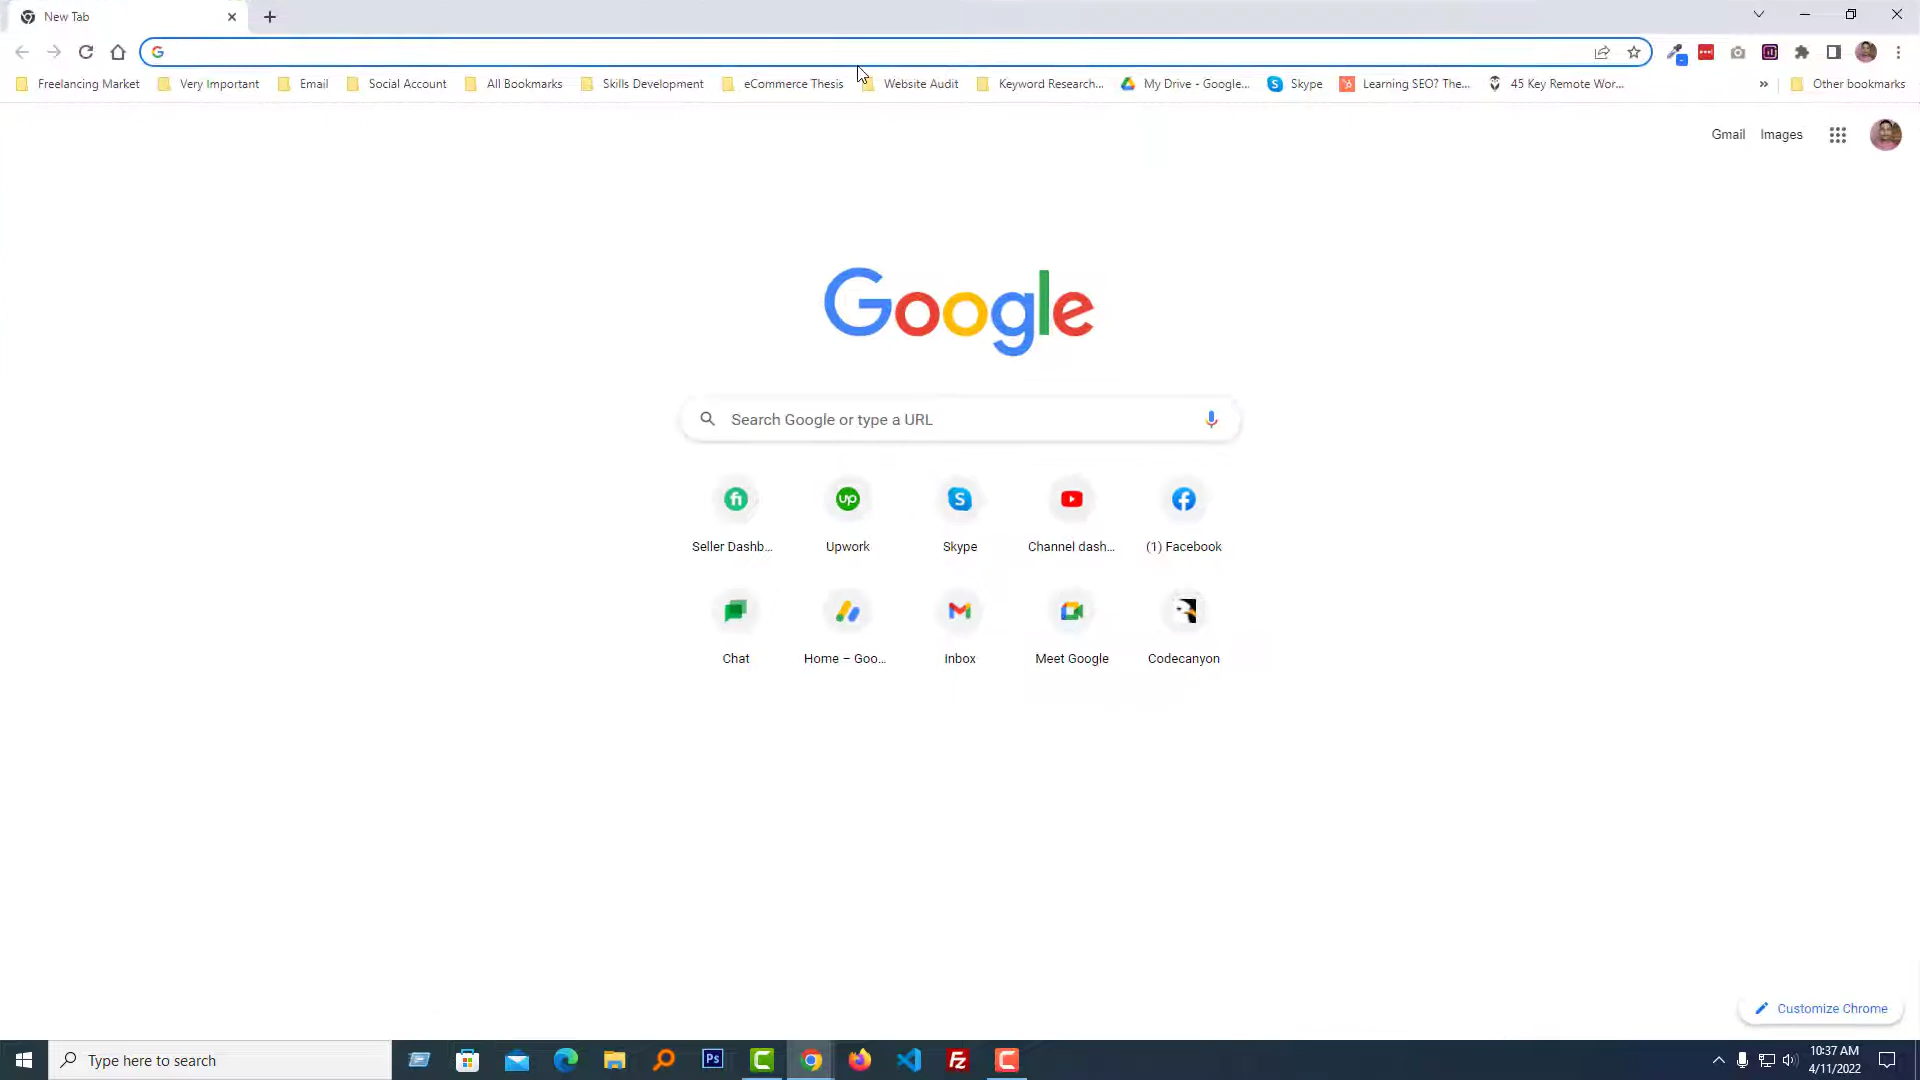 New Tab
Freelancing Market
Very Important
Email
Social Account
All Bookmarks
Skills Development
eCommerce Thesis
Website Audit
Keyword Research...
My Drive - Google...
Skype
Learning SEO? The...
45 Key Remote Wor...
»
Other bookmarks
Gmail
Images
Google
Search Google or type a URL
Seller Dashb...
Upwork
Skype
Channel dash...
(1) Facebook
Chat
Home – Goo...
Inbox
Meet Google
Codecanyon
Customize Chrome
Type here to search
Ps
10:37 AM
4/11/2022